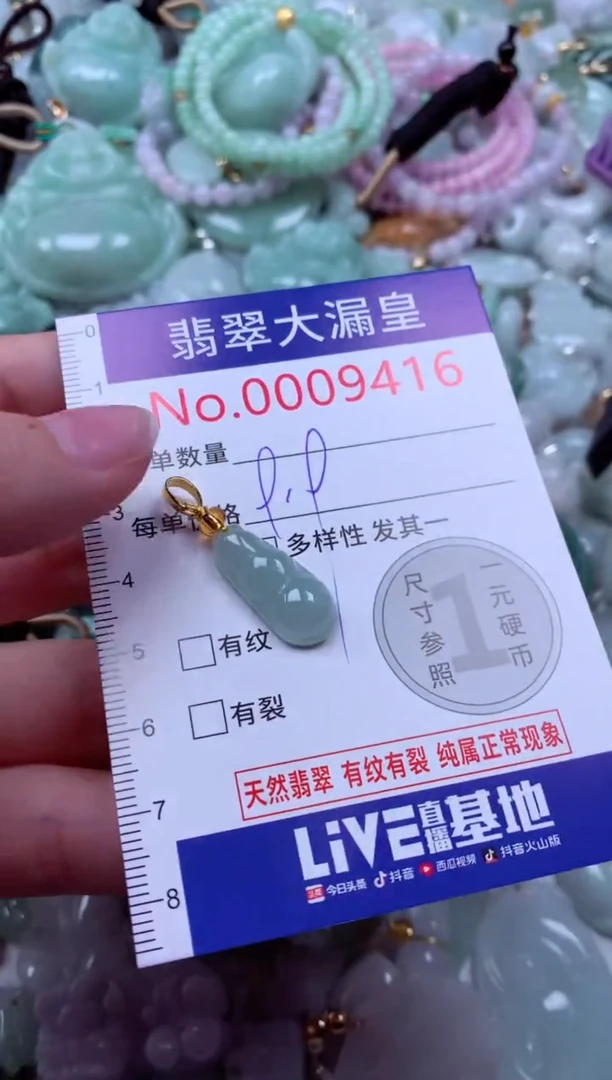 翡翠大漏皇
No.0009416
单数量
每单价格
多样性 发其一
有纹
有裂
尺寸参照
1
一元硬币
天然翡翠 有纹有裂 纯属正常现象
LiVE直播基地
头条 今日头条 抖音 西瓜视频 抖音火山版
0
1
3
4
5
6
7
8